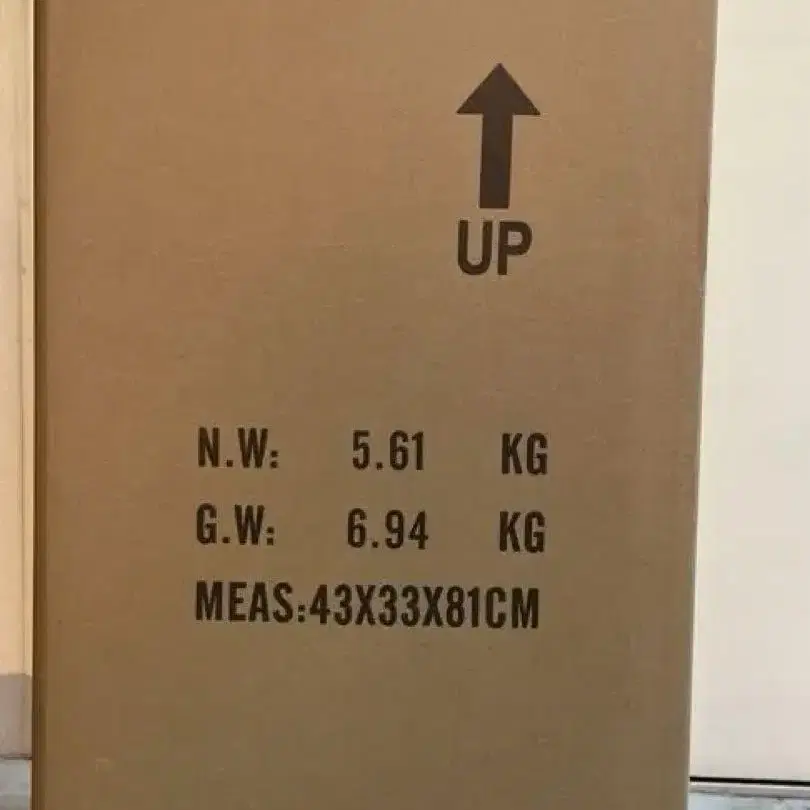 UP
N.W: 5.61 KG
G.W: 6.94 KG
MEAS:43X33X81CM